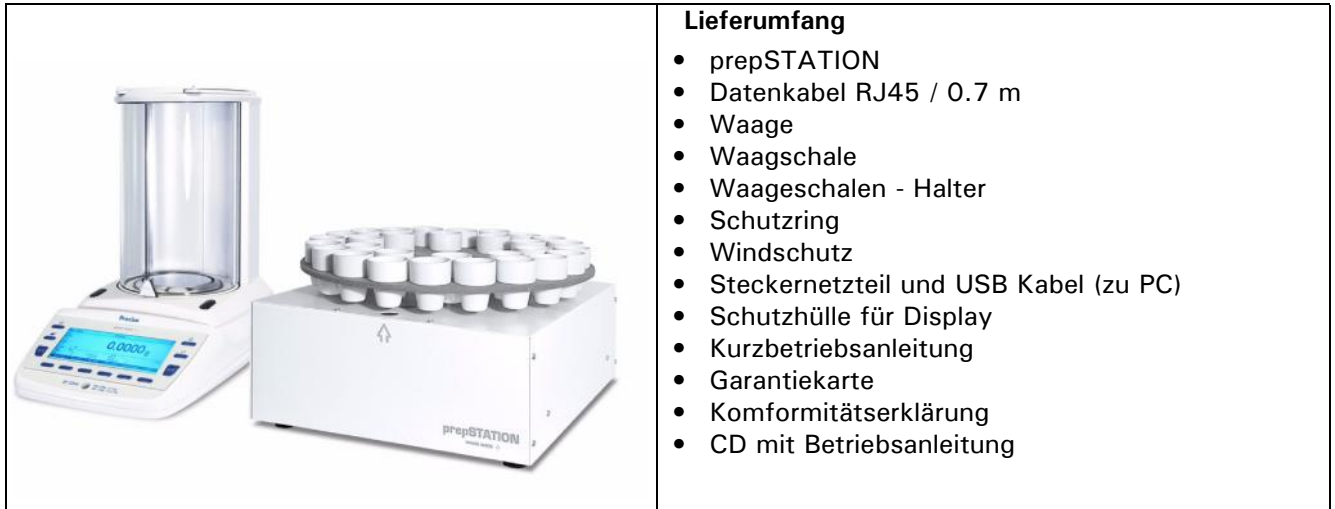 Lieferumfang
• prepSTATION
• Datenkabel RJ45 / 0.7 m
• Waage
• Waagschale
• Waageschalen - Halter
• Schutzring
• Windschutz
• Steckernetzteil und USB Kabel (zu PC)
• Schutzhülle für Display
• Kurzbetriebsanleitung
• Garantiekarte
• Komformitätserklärung
• CD mit Betriebsanleitung
Precisa
0.0000 g
prepSTATION